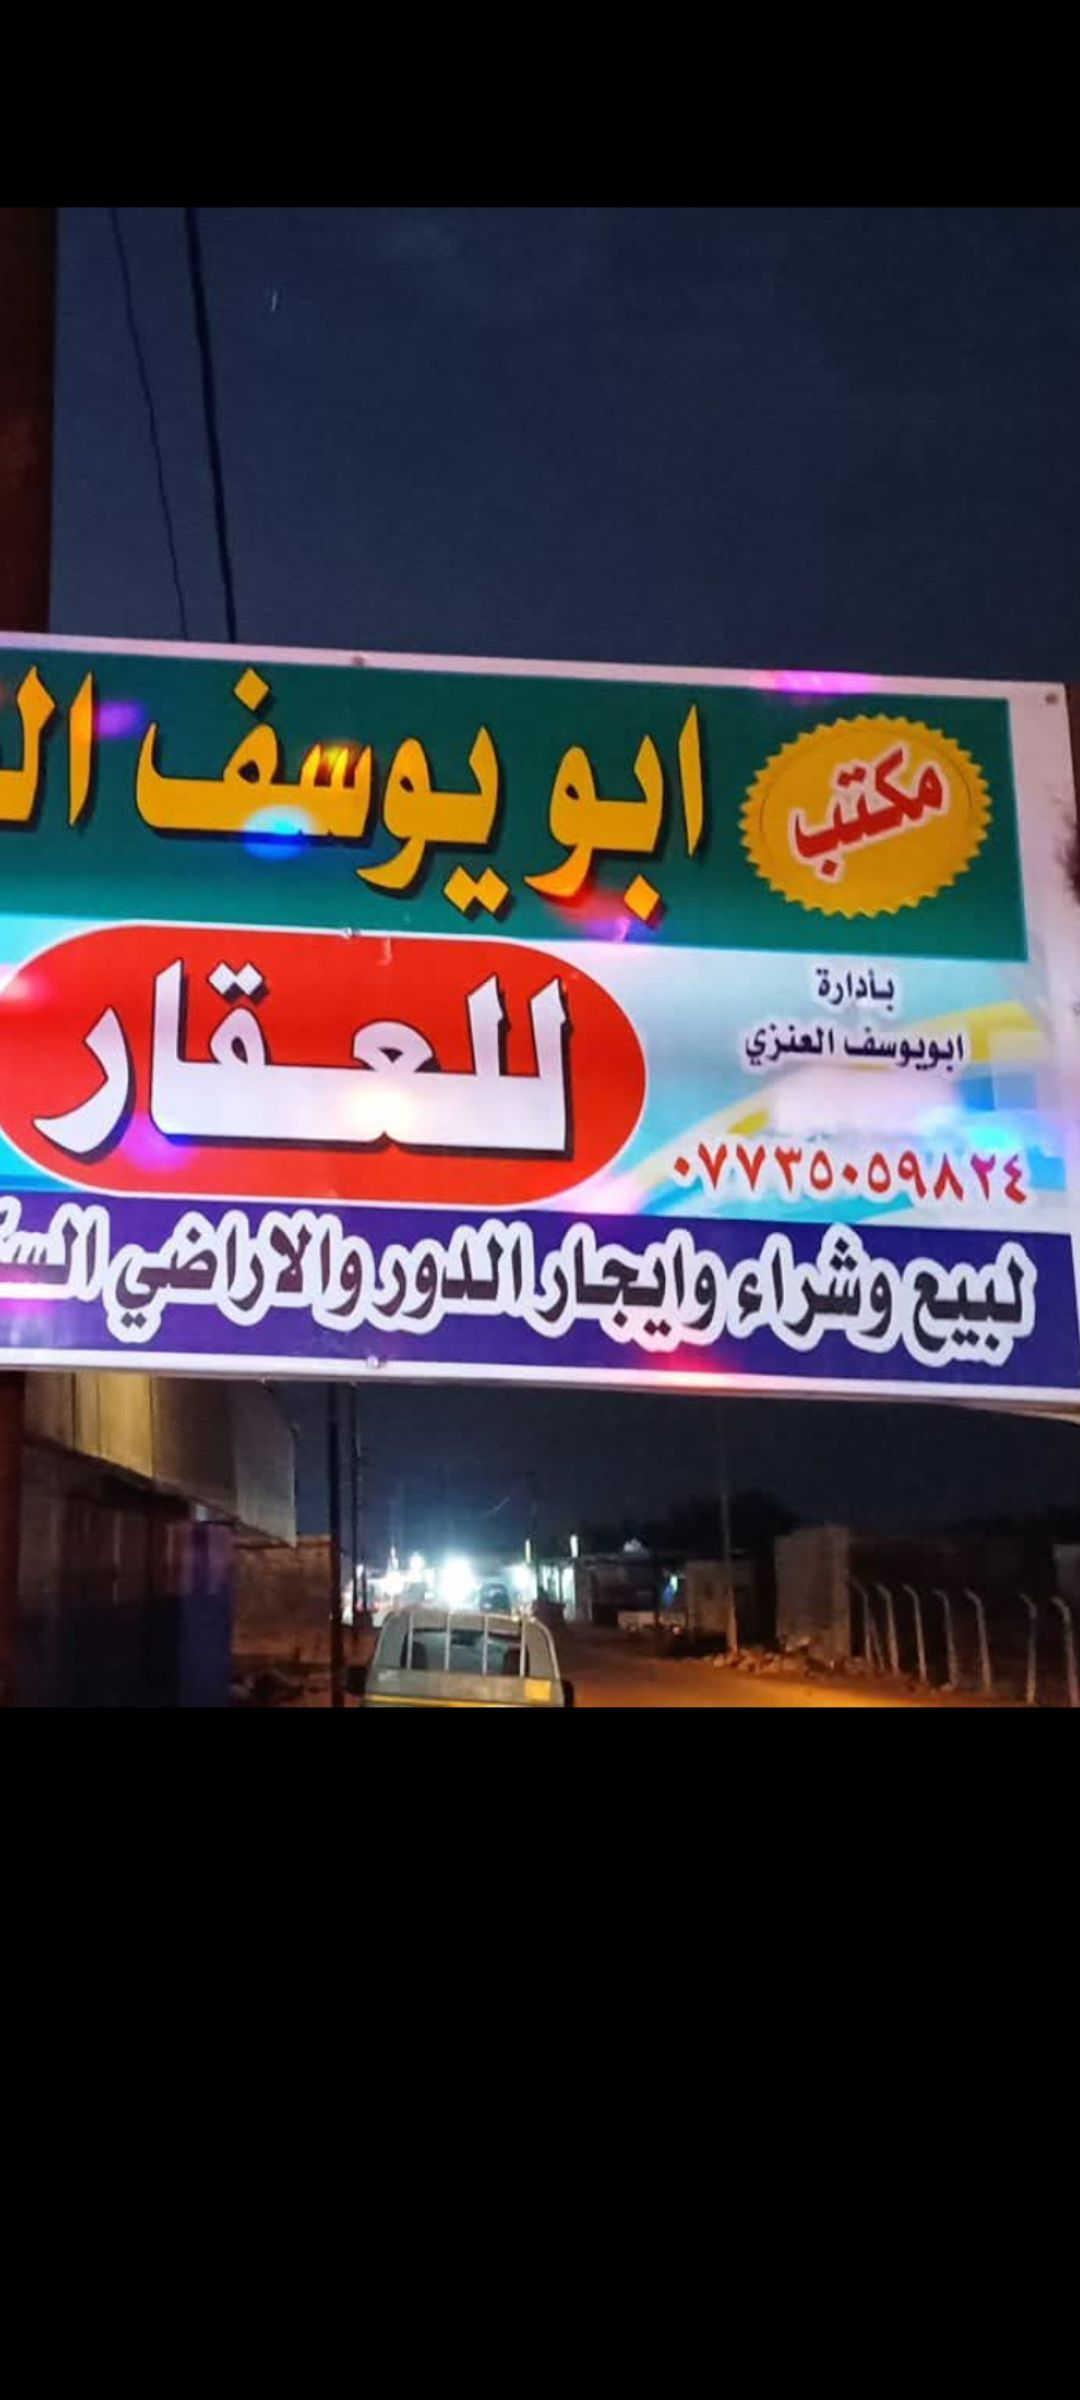 مكتب
ابو يوسف
للعقار
بأدارة
ابويوسف العنزي
٠٧٧٣٥٠٥٩٨٢٤
لبيع وشراء وايجار الدور والاراضي